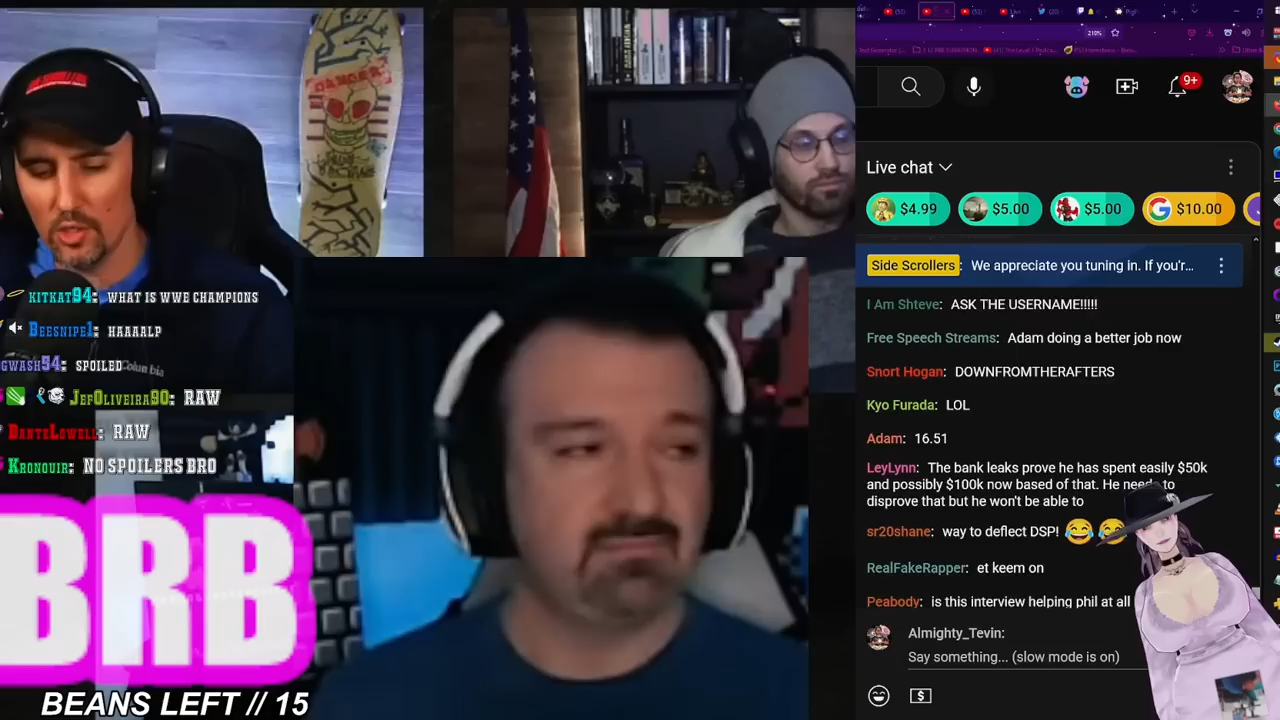 DANGER
210%
9+
Live chat
$4.99
$5.00
$5.00
$10.00
Side Scrollers: We appreciate you tuning in. If you'r...
I Am Shteve: ASK THE USERNAME!!!!!
Free Speech Streams: Adam doing a better job now
Snort Hogan: DOWNFROMTHERAFTERS
Kyo Furada: LOL
Adam: 16.51
LeyLynn: The bank leaks prove he has spent easily $50k
and possibly $100k now based of that. He needs to
disprove that but he won't be able to
sr20shane: way to deflect DSP! 😂 😂
RealFakeRapper: et keem on
Peabody: is this interview helping phil at all
Almighty_Tevin:
Say something... (slow mode is on)
KITKAT94: WHAT IS WWE CHAMPIONS
BEESNIPE1: HAAAALP
GWASH54: SPOILED
Columbia
JEFOLIVEIRA90: RAW
DANTELOWELL: RAW
KRONOUIR: NO SPOILERS BRO
BRB
BEANS LEFT // 15